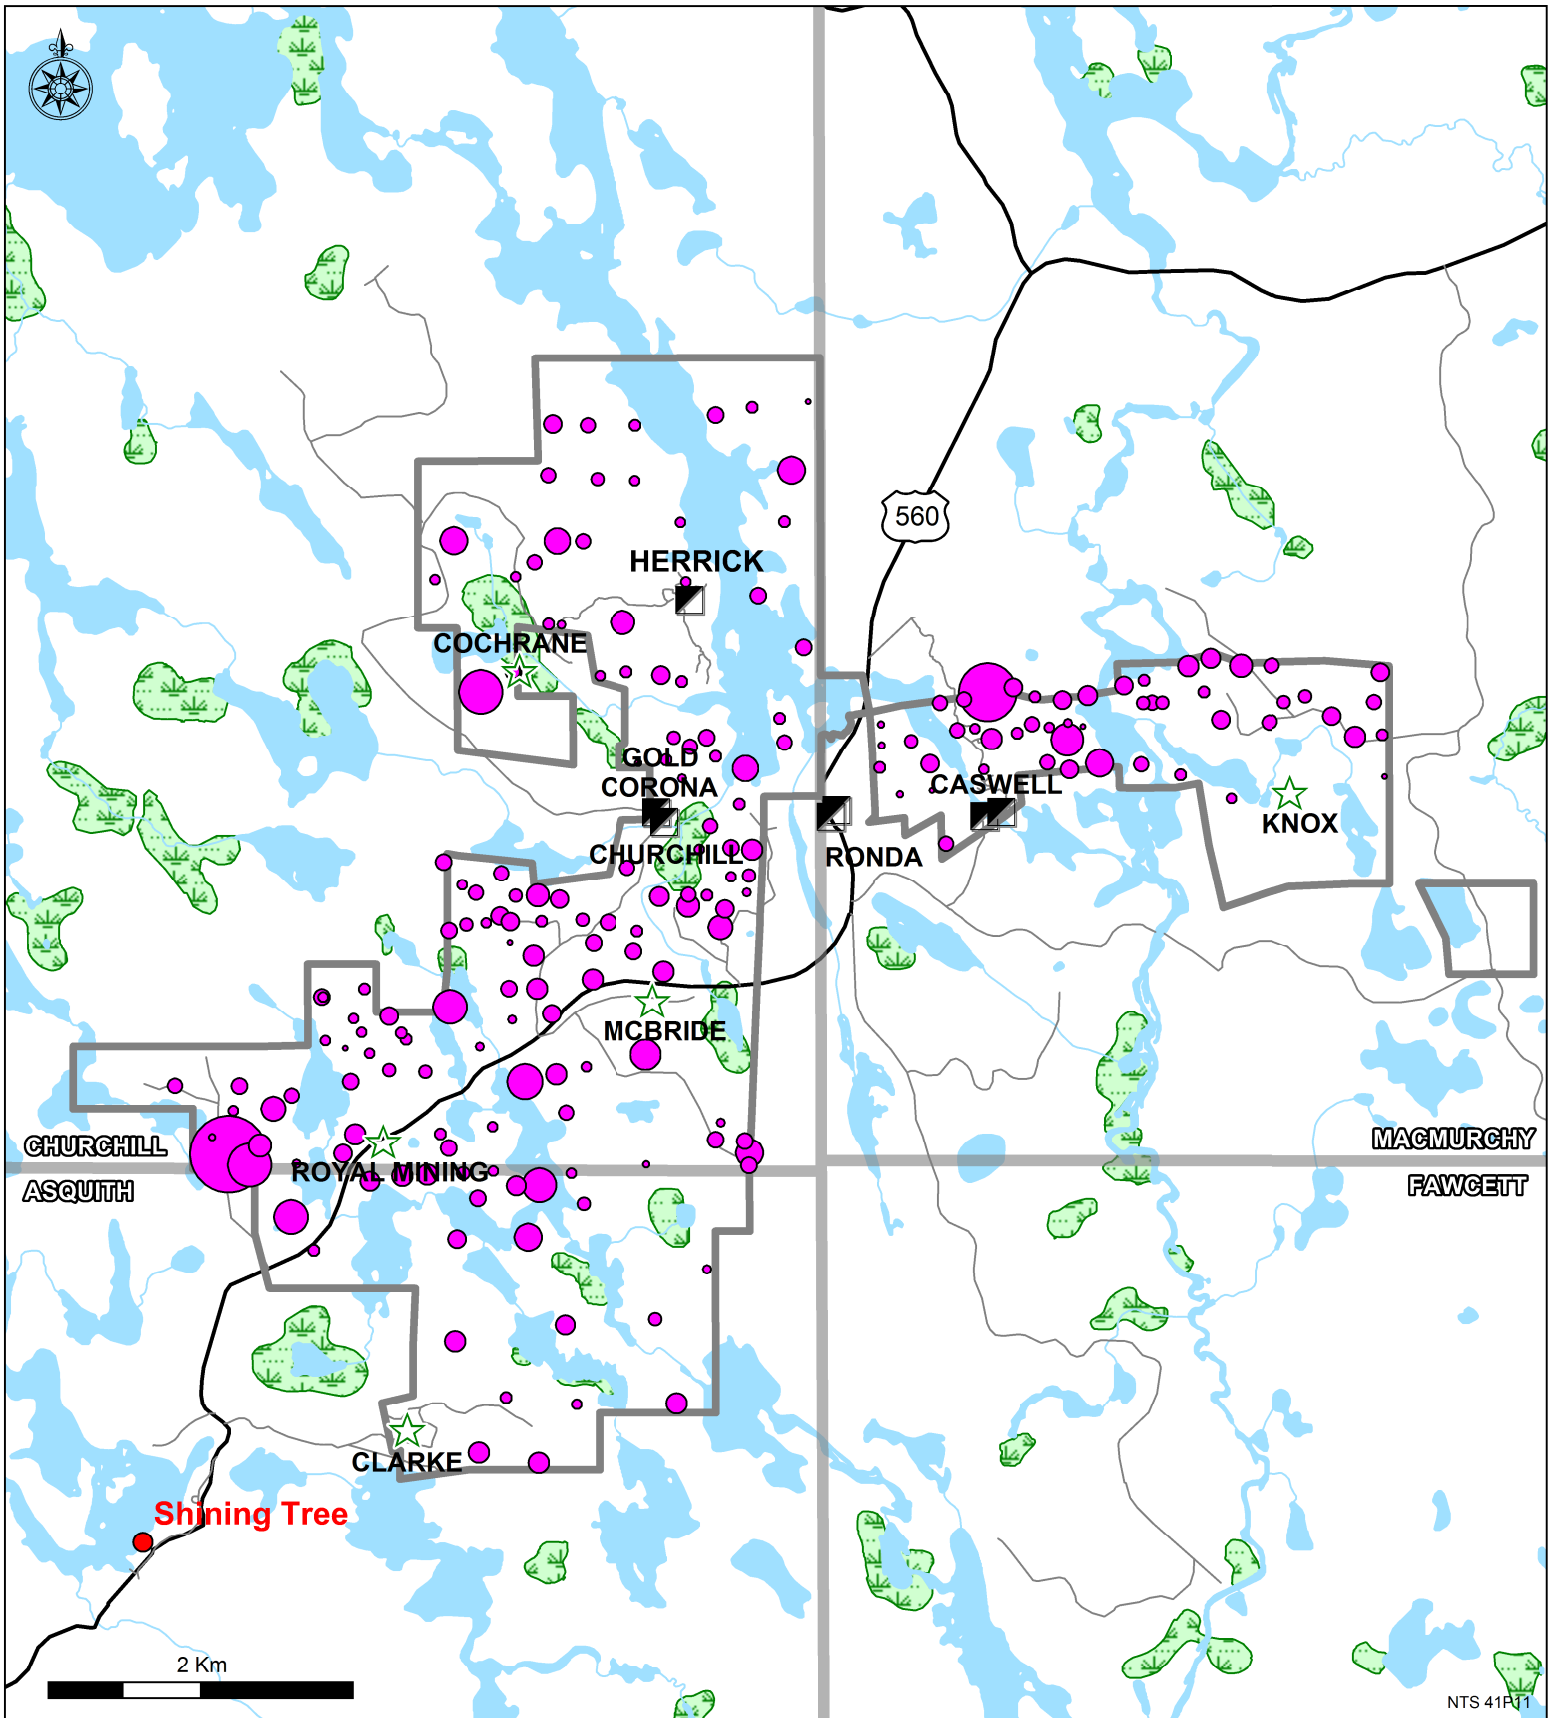 560
HERRICK
COCHRANE
GOLD
CORONA
CASWELL
KNOX
CHURCHILL
RONDA
MCBRIDE
CHURCHILL
MACMURCHY
ROYAL MINING
ASQUITH
FAWCETT
CLARKE
Shining Tree
2 Km
NTS 41P11